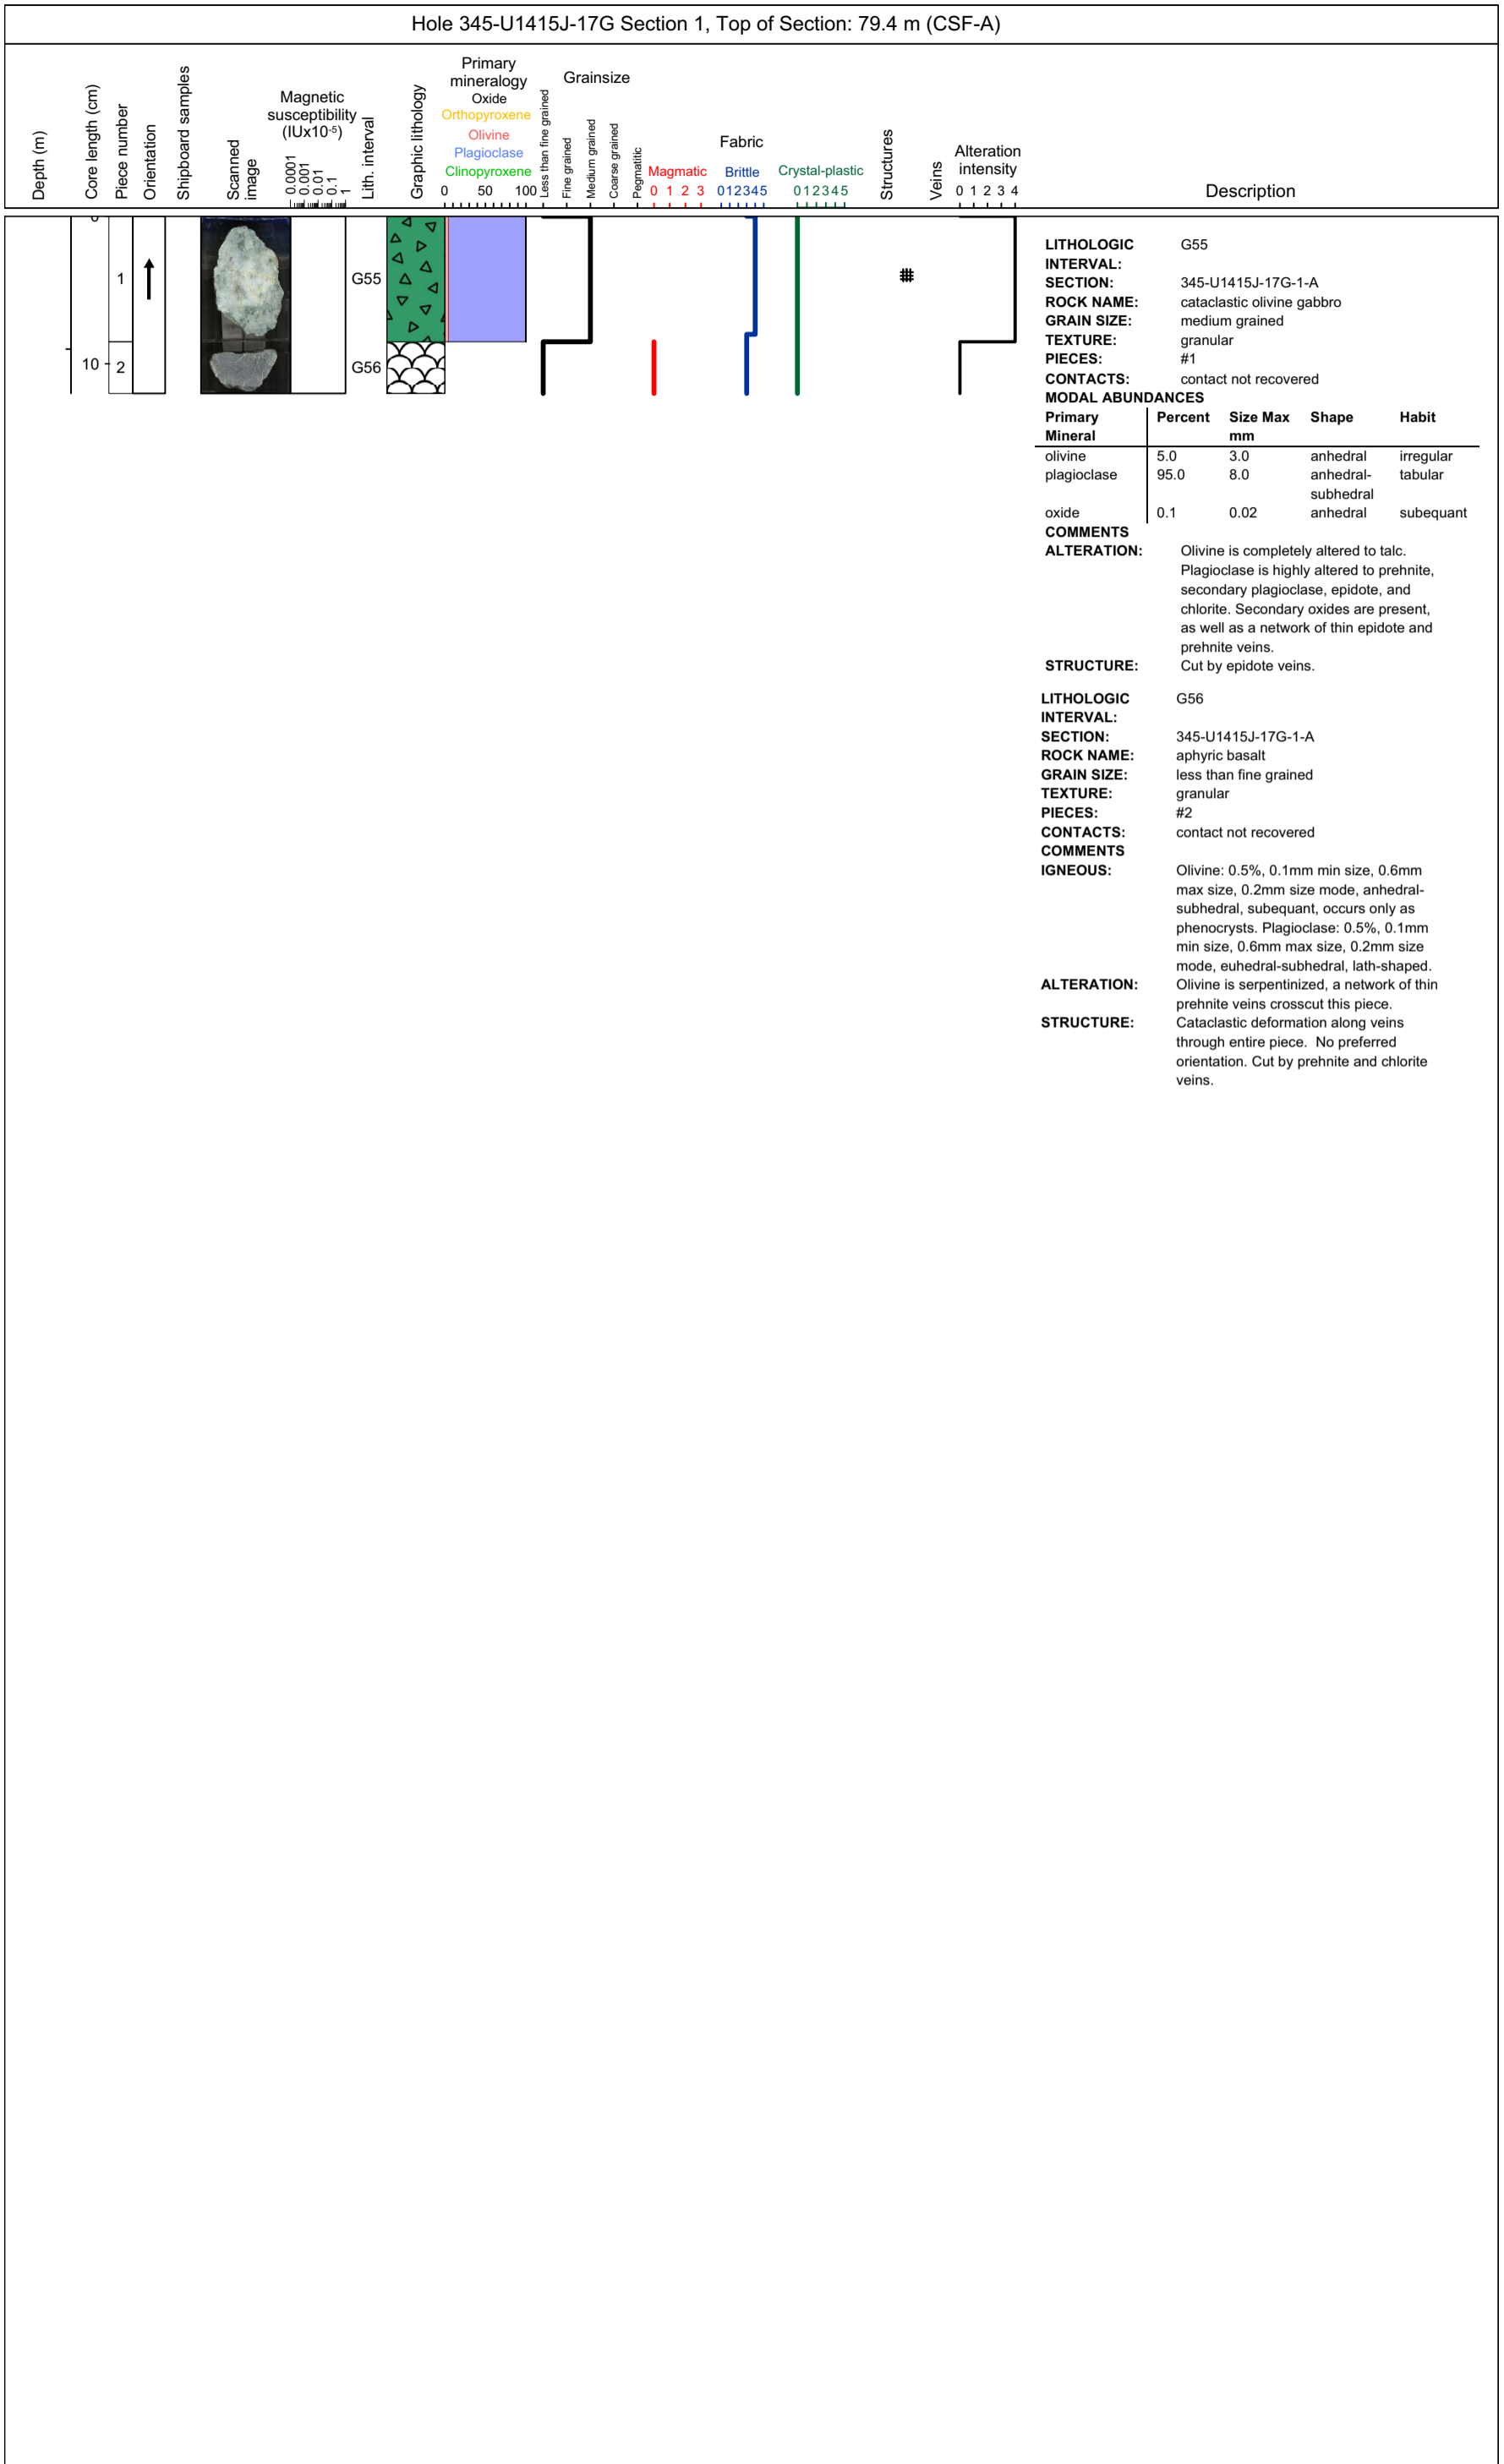 Hole 345-U1415J-17G Section 1, Top of Section: 79.4 m (CSF-A)
Depth (m)
Core length (cm)
Piece number
Orientation
Shipboard samples
Scanned
image
Magnetic
susceptibility
(IUx10-5)
0.0001
0.001
0.01
0.1
1
Lith. interval
Graphic lithology
Primary
mineralogy
Oxide
Orthopyroxene
Olivine
Plagioclase
Clinopyroxene
0 50 100
Grainsize
Less than fine grained
Fine grained
Medium grained
Coarse grained
Pegmatitic
Fabric
Magmatic
0 1 2 3
Brittle
0 1 2 3 4 5
Crystal-plastic
0 1 2 3 4 5
Structures
Veins
Alteration
intensity
0 1 2 3 4
Description
0
1
G55
10
2
G56
LITHOLOGIC G55
INTERVAL:
SECTION: 345-U1415J-17G-1-A
ROCK NAME: cataclastic olivine gabbro
GRAIN SIZE: medium grained
TEXTURE: granular
PIECES: #1
CONTACTS: contact not recovered
MODAL ABUNDANCES
Primary Percent Size Max Shape Habit
Mineral mm
olivine 5.0 3.0 anhedral irregular
plagioclase 95.0 8.0 anhedral- tabular
subhedral
oxide 0.1 0.02 anhedral subequant
COMMENTS
ALTERATION: Olivine is completely altered to talc.
Plagioclase is highly altered to prehnite,
secondary plagioclase, epidote, and
chlorite. Secondary oxides are present,
as well as a network of thin epidote and
prehnite veins.
STRUCTURE: Cut by epidote veins.
LITHOLOGIC G56
INTERVAL:
SECTION: 345-U1415J-17G-1-A
ROCK NAME: aphyric basalt
GRAIN SIZE: less than fine grained
TEXTURE: granular
PIECES: #2
CONTACTS: contact not recovered
COMMENTS
IGNEOUS: Olivine: 0.5%, 0.1mm min size, 0.6mm
max size, 0.2mm size mode, anhedral-
subhedral, subequant, occurs only as
phenocrysts. Plagioclase: 0.5%, 0.1mm
min size, 0.6mm max size, 0.2mm size
mode, euhedral-subhedral, lath-shaped.
ALTERATION: Olivine is serpentinized, a network of thin
prehnite veins crosscut this piece.
STRUCTURE: Cataclastic deformation along veins
through entire piece. No preferred
orientation. Cut by prehnite and chlorite
veins.